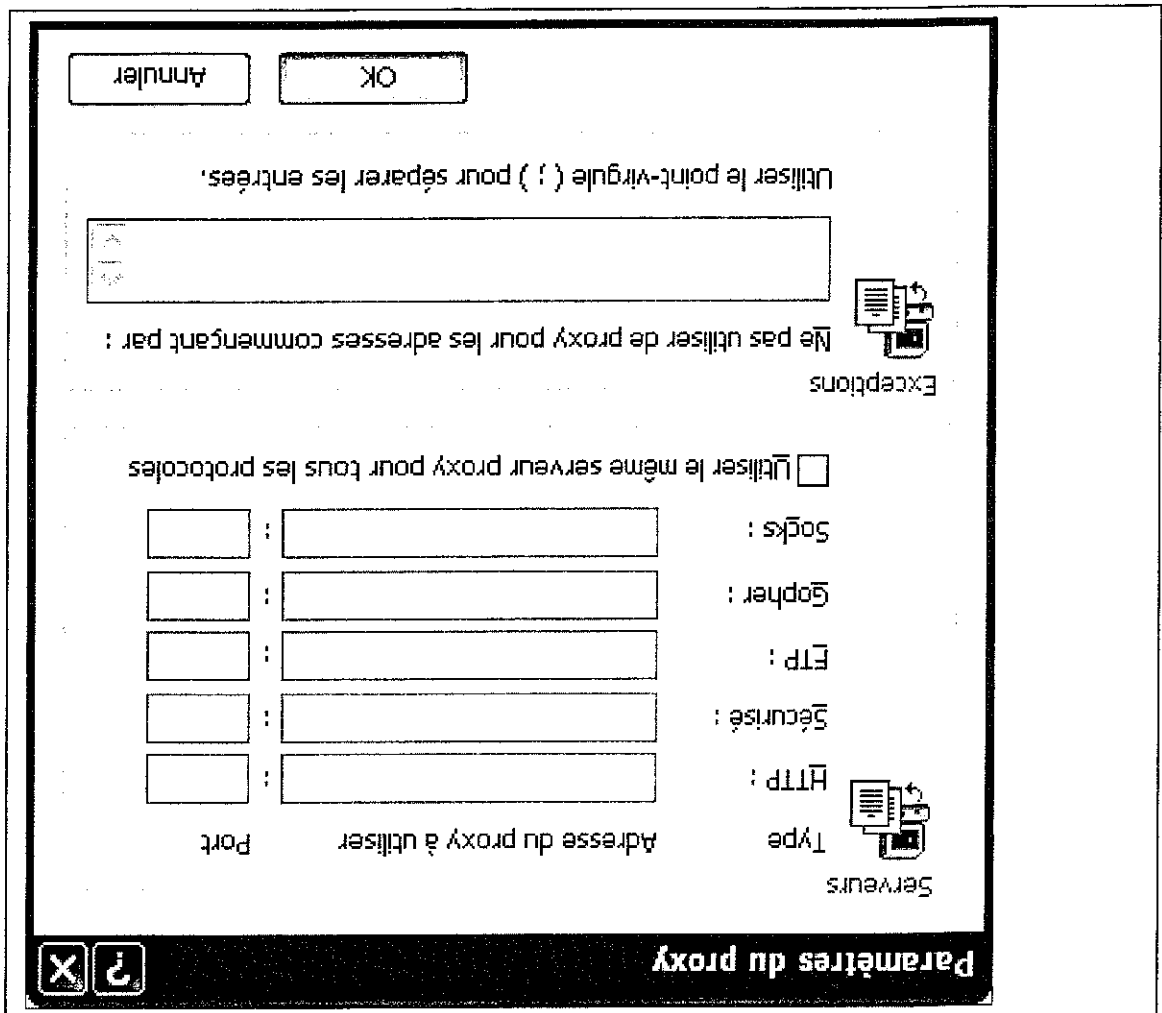 Paramètres du proxy
Serveurs
Type Adresse du proxy à utiliser Port
HTTP : :
Sécurisé : :
FTP : :
Gopher : :
Socks : :
Utiliser le même serveur proxy pour tous les protocoles
Exceptions
Ne pas utiliser de proxy pour les adresses commençant par :
Utiliser le point-virgule ( ; ) pour séparer les entrées.
OK Annuler